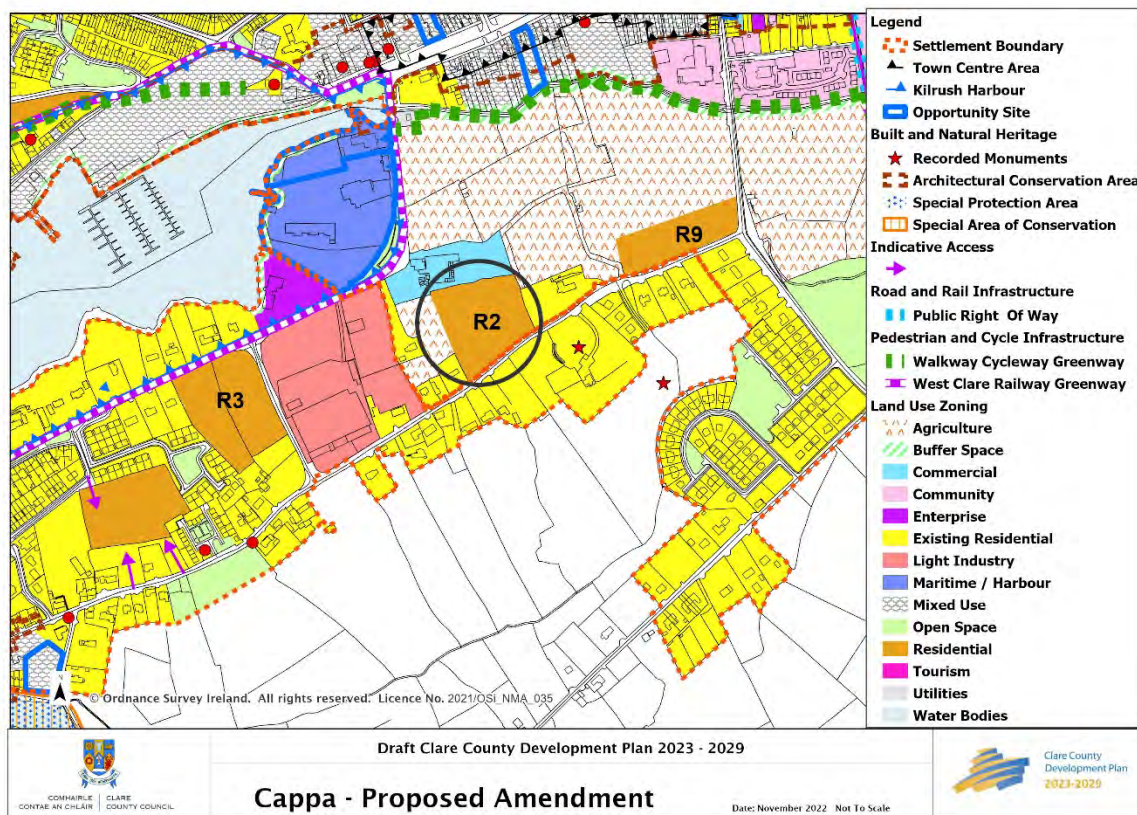 R9
R2
R3
N
© Ordnance Survey Ireland. All rights reserved. Licence No. 2021/OSi_NMA_035
Legend
Settlement Boundary
Town Centre Area
Kilrush Harbour
Opportunity Site
Built and Natural Heritage
Recorded Monuments
Architectural Conservation Area
Special Protection Area
Special Area of Conservation
Indicative Access
Road and Rail Infrastructure
Public Right Of Way
Pedestrian and Cycle Infrastructure
Walkway Cycleway Greenway
West Clare Railway Greenway
Land Use Zoning
Agriculture
Buffer Space
Commercial
Community
Enterprise
Existing Residential
Light Industry
Maritime / Harbour
Mixed Use
Open Space
Residential
Tourism
Utilities
Water Bodies
COMHAIRLE CLARE
CONTAE AN CHLÁIR COUNTY COUNCIL
Draft Clare County Development Plan 2023 - 2029
Cappa - Proposed Amendment
Date: November 2022 Not To Scale
Clare County
Development Plan
2023-2029